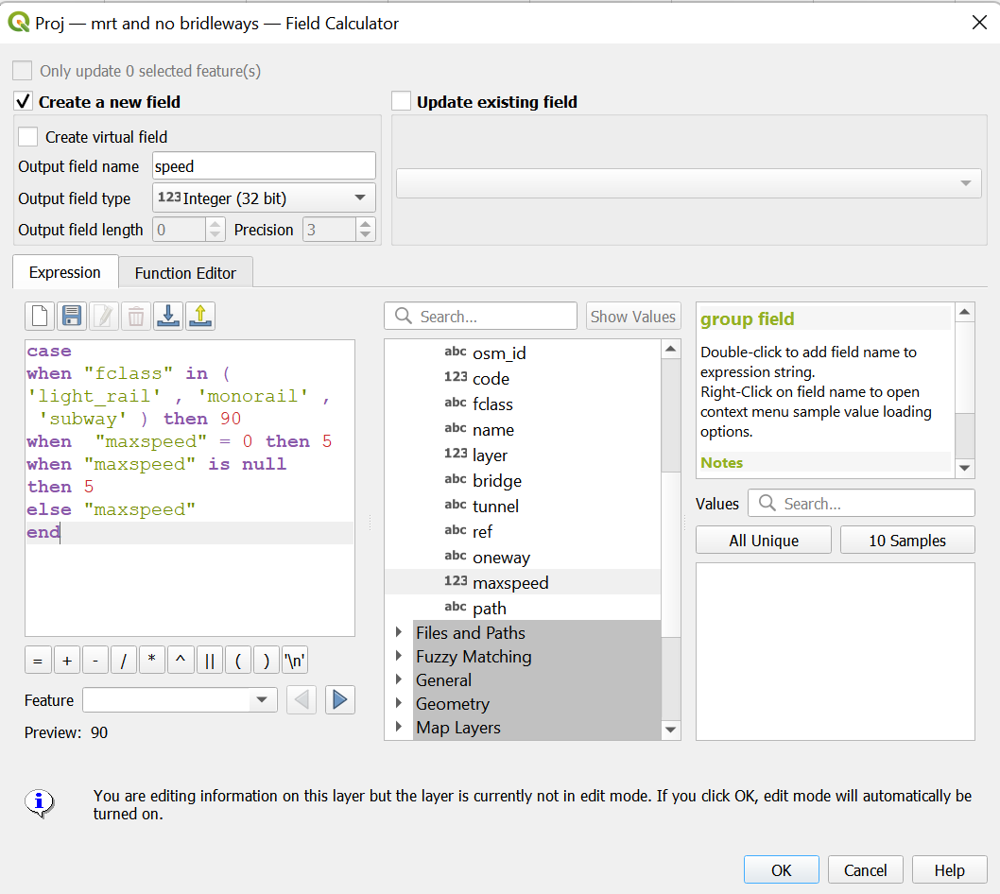 Proj — mrt and no bridleways — Field Calculator
Only update 0 selected feature(s)
Create a new field
Update existing field
Create virtual field
Output field name speed
Output field type 123 Integer (32 bit)
Output field length 0 Precision 3
Expression Function Editor
case
when "fclass" in (
'light_rail' , 'monorail' ,
'subway' ) then 90
when "maxspeed" = 0 then 5
when "maxspeed" is null
then 5
else "maxspeed"
end
= + - / * ^ || ( ) '\n'
Feature
Preview: 90
Search... Show Values
abc osm_id
123 code
abc fclass
abc name
123 layer
abc bridge
abc tunnel
abc ref
abc oneway
123 maxspeed
abc path
Files and Paths
Fuzzy Matching
General
Geometry
Map Layers
group field
Double-click to add field name to
expression string.
Right-Click on field name to open
context menu sample value loading
options.
Notes
Values Search...
All Unique 10 Samples
You are editing information on this layer but the layer is currently not in edit mode. If you click OK, edit mode will automatically be
turned on.
OK Cancel Help